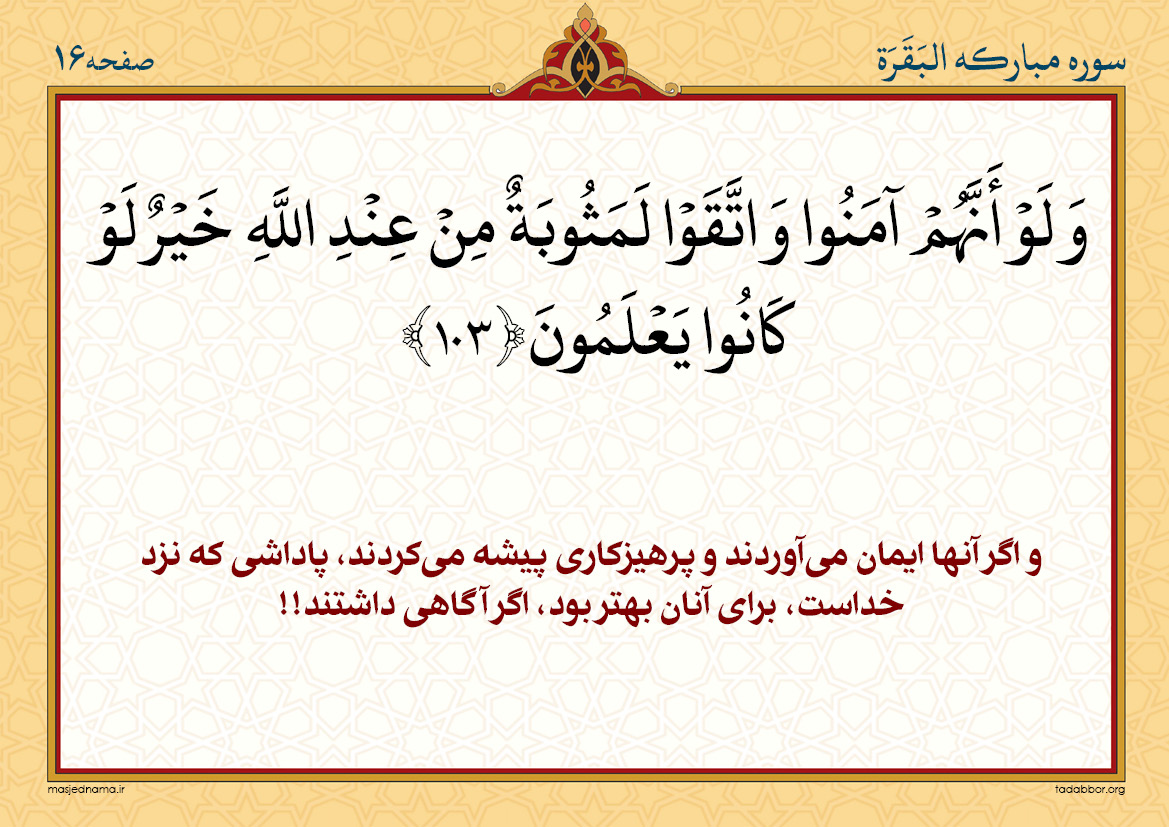 سوره مبارکه البَقَرَة
صفحه۱۶
وَلَوْ أَنَّهُمْ آمَنُوا وَاتَّقَوْا لَمَثُوبَةٌ مِنْ عِنْدِ اللَّهِ خَيْرٌ لَوْ
كَانُوا يَعْلَمُونَ ﴿۱۰۳﴾
و اگر آنها ایمان می‌آوردند و پرهیزکاری پیشه می‌کردند، پاداشی که نزد
خداست، برای آنان بهتر بود، اگر آگاهی داشتند!!
masjednama.ir
tadabbor.org